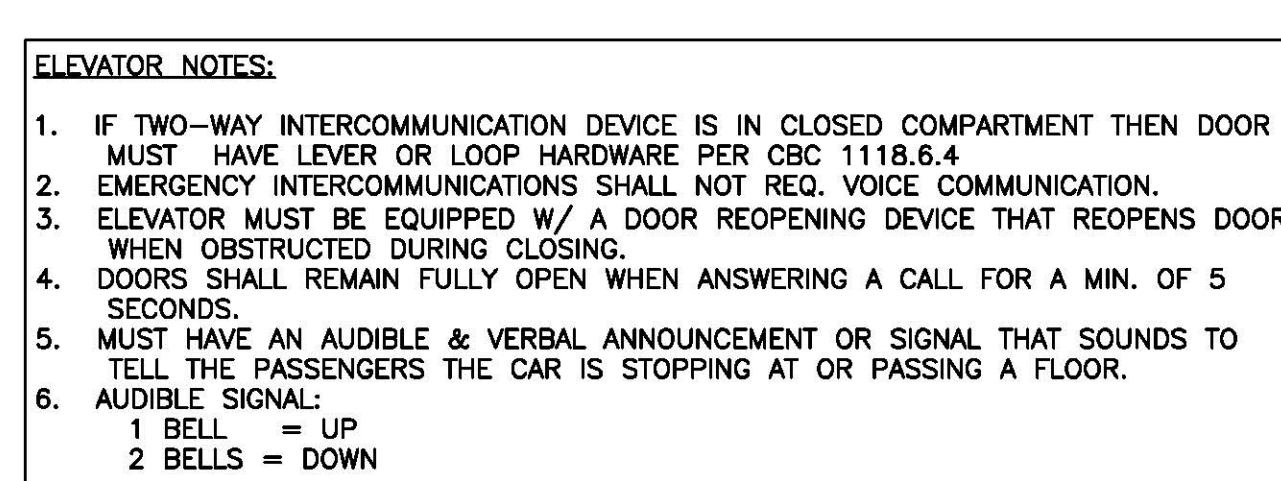 ELEVATOR NOTES:
1. IF TWO-WAY INTERCOMMUNICATION DEVICE IS IN CLOSED COMPARTMENT THEN DOOR
MUST HAVE LEVER OR LOOP HARDWARE PER CBC 1118.6.4
2. EMERGENCY INTERCOMMUNICATIONS SHALL NOT REQ. VOICE COMMUNICATION.
3. ELEVATOR MUST BE EQUIPPED W/ A DOOR REOPENING DEVICE THAT REOPENS DOOR
WHEN OBSTRUCTED DURING CLOSING.
4. DOORS SHALL REMAIN FULLY OPEN WHEN ANSWERING A CALL FOR A MIN. OF 5
SECONDS.
5. MUST HAVE AN AUDIBLE & VERBAL ANNOUNCEMENT OR SIGNAL THAT SOUNDS TO
TELL THE PASSENGERS THE CAR IS STOPPING AT OR PASSING A FLOOR.
6. AUDIBLE SIGNAL:
1 BELL = UP
2 BELLS = DOWN